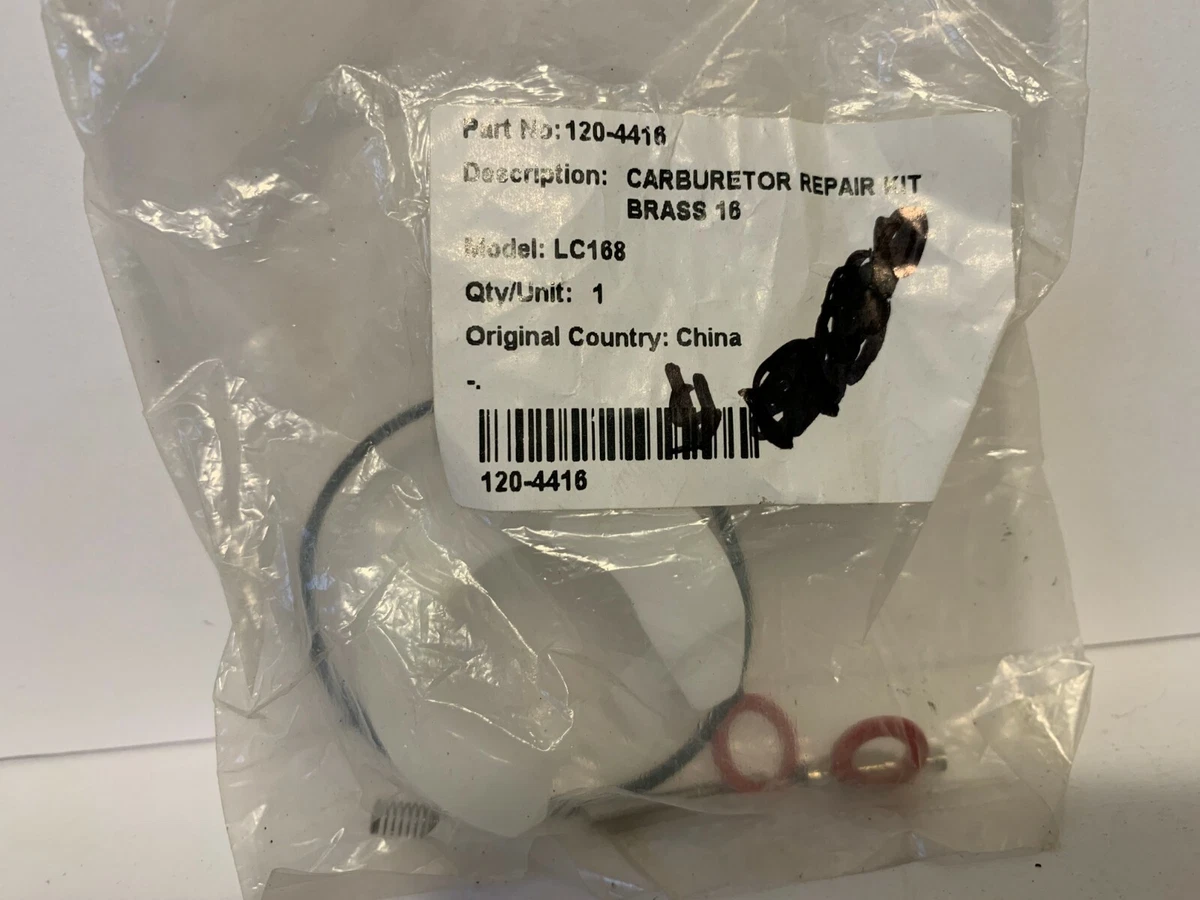 Part No: 120-4416
Description: CARBURETOR REPAIR KIT
BRASS 16
Model: LC168
Qty/Unit: 1
Original Country: China
-.
120-4416